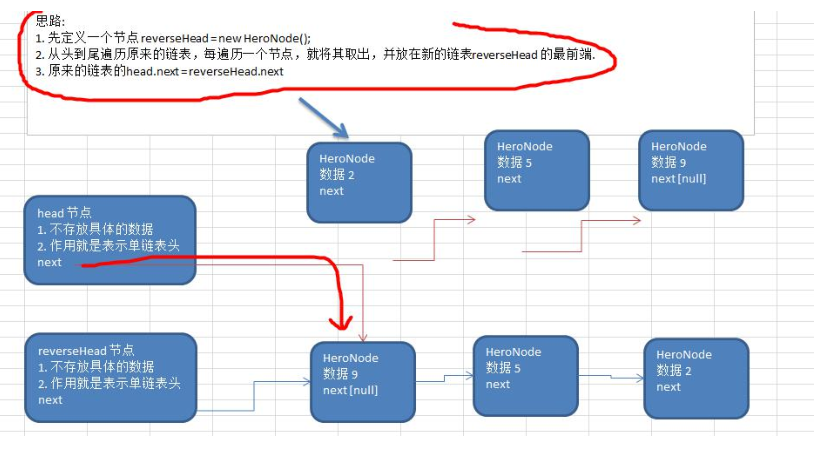 思路:
1. 先定义一个节点 reverseHead = new HeroNode();
2. 从头到尾遍历原来的链表，每遍历一个节点，就将其取出，并放在新的链表reverseHead 的最前端.
3. 原来的链表的head.next = reverseHead.next
HeroNode
数据 2
next
HeroNode
数据 5
next
HeroNode
数据 9
next [null]
head 节点
1. 不存放具体的数据
2. 作用就是表示单链表头
next
reverseHead 节点
1. 不存放具体的数据
2. 作用就是表示单链表头
next
HeroNode
数据 9
next [null]
HeroNode
数据 5
next
HeroNode
数据 2
next